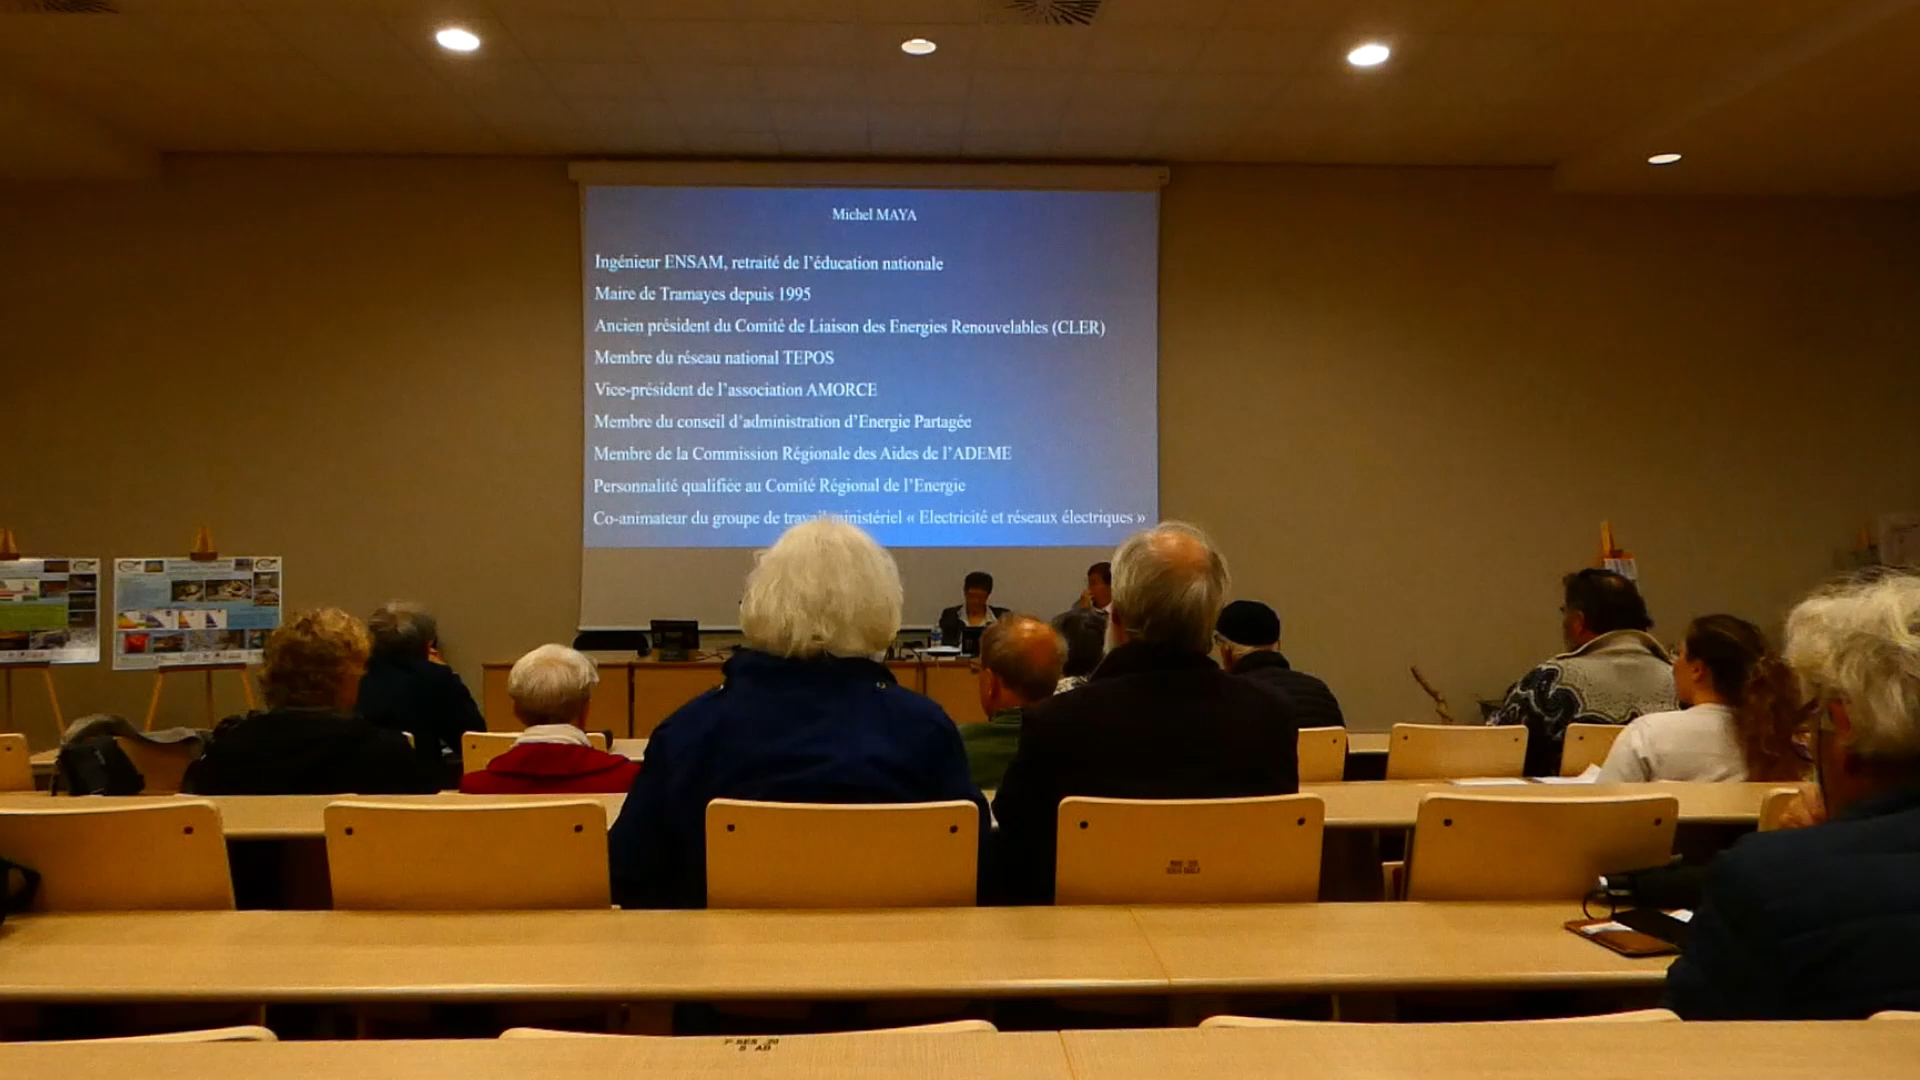 Michel MAYA
Ingénieur ENSAM, retraité de l'éducation nationale
Maire de Tramayes depuis 1995
Ancien président du Comité de Liaison des Energies Renouvelables (CLER)
Membre du réseau national TEPOS
Vice-président de l'association AMORCE
Membre du conseil d'administration d'Energie Partagée
Membre de la Commission Régionale des Aides de l'ADEME
Personnalité qualifiée au Comité Régional de l'Energie
Co-animateur du groupe de travail ministériel « Electricité et réseaux électriques »